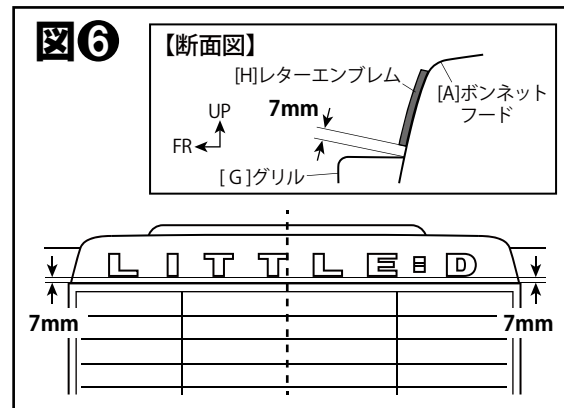 図❻
【断面図】
[H]レターエンブレム
[A]ボンネット
フード
UP
7mm
FR
[G]グリル
LITTLE D
7mm
7mm